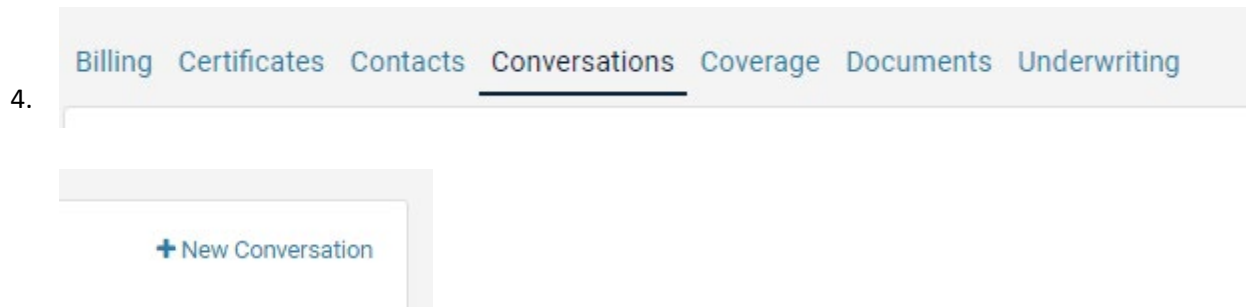 Billing Certificates Contacts Conversations Coverage Documents Underwriting
4.
+ New Conversation